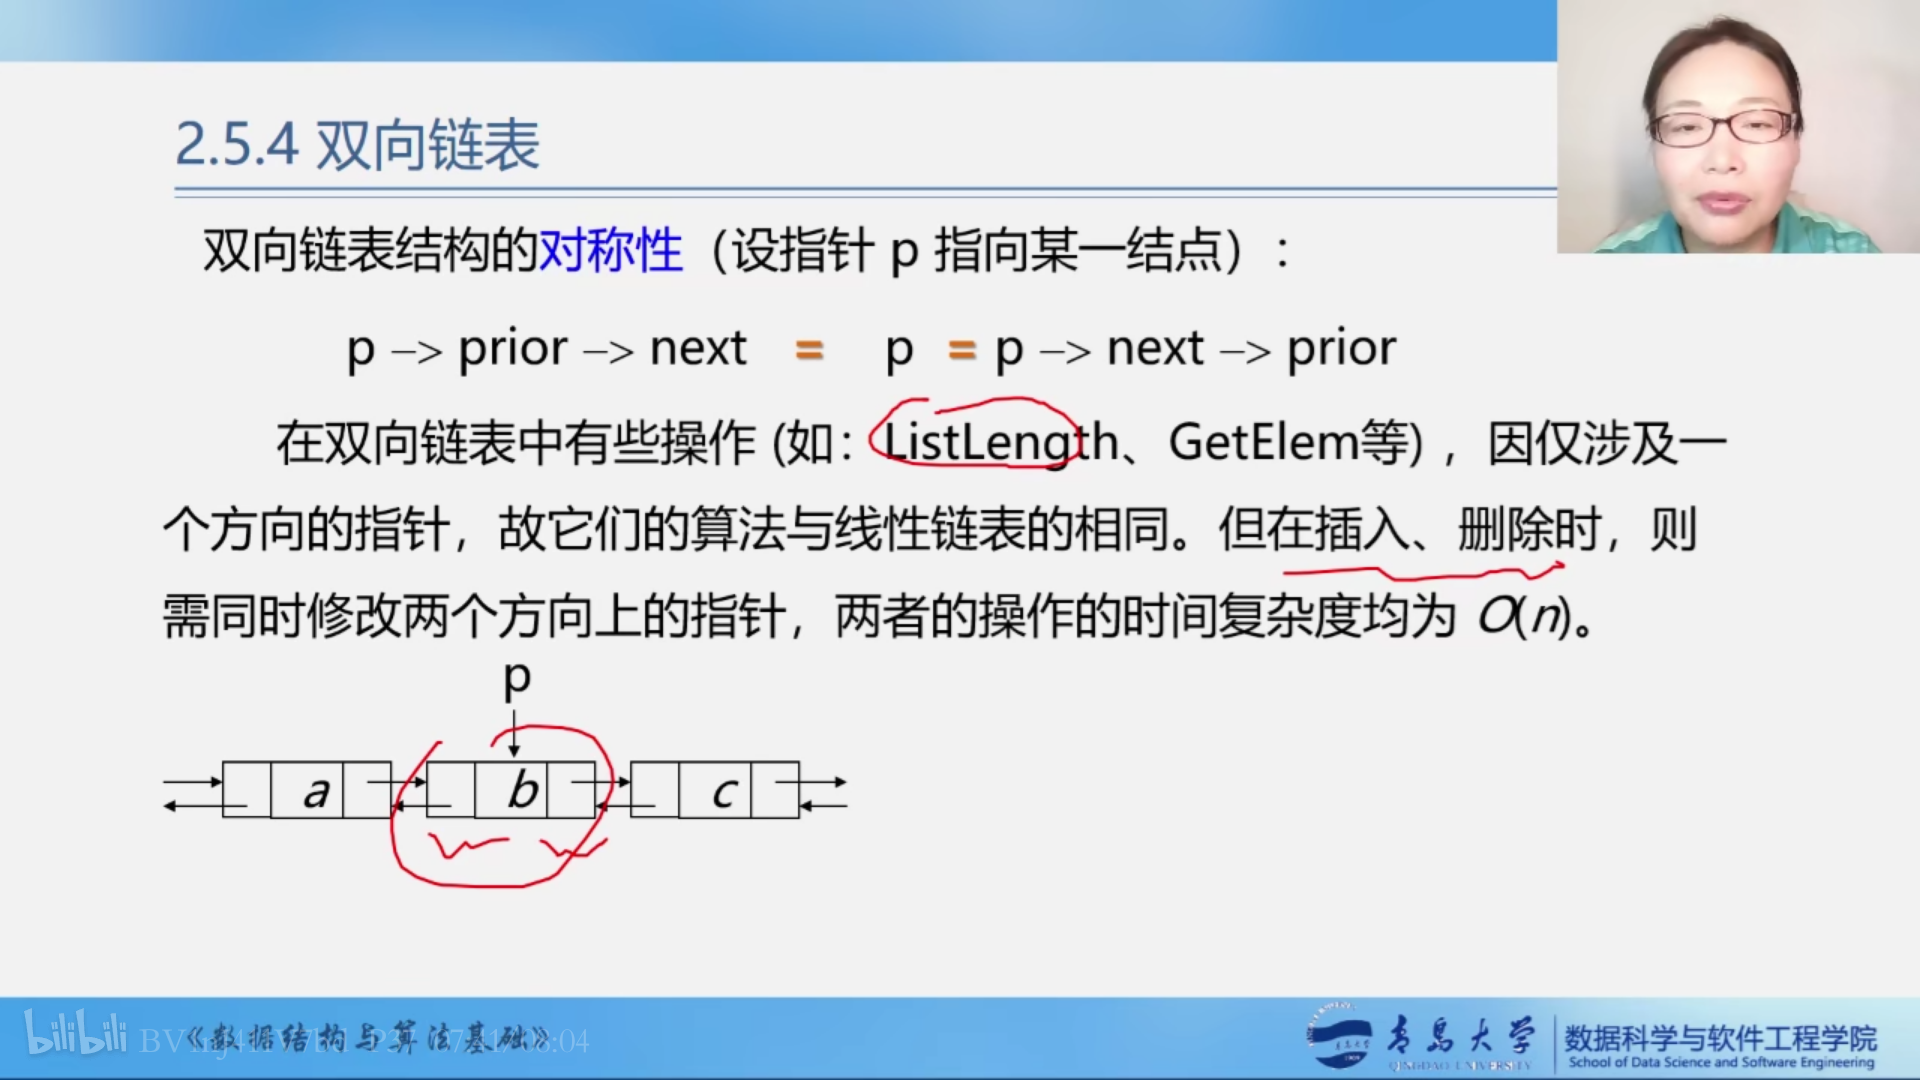 2.5.4 双向链表
双向链表结构的对称性（设指针 p 指向某一结点）：
p –> prior –> next = p = p –> next –> prior
在双向链表中有些操作 (如：ListLength、GetElem等) ，因仅涉及一
个方向的指针，故它们的算法与线性链表的相同。但在插入、删除时，则
需同时修改两个方向上的指针，两者的操作的时间复杂度均为 O(n)。
p
a b c
bilibili
《数据结构与算法基础》
青岛大学
QINGDAO UNIVERSITY
数据科学与软件工程学院
School of Data Science and Software Engineering